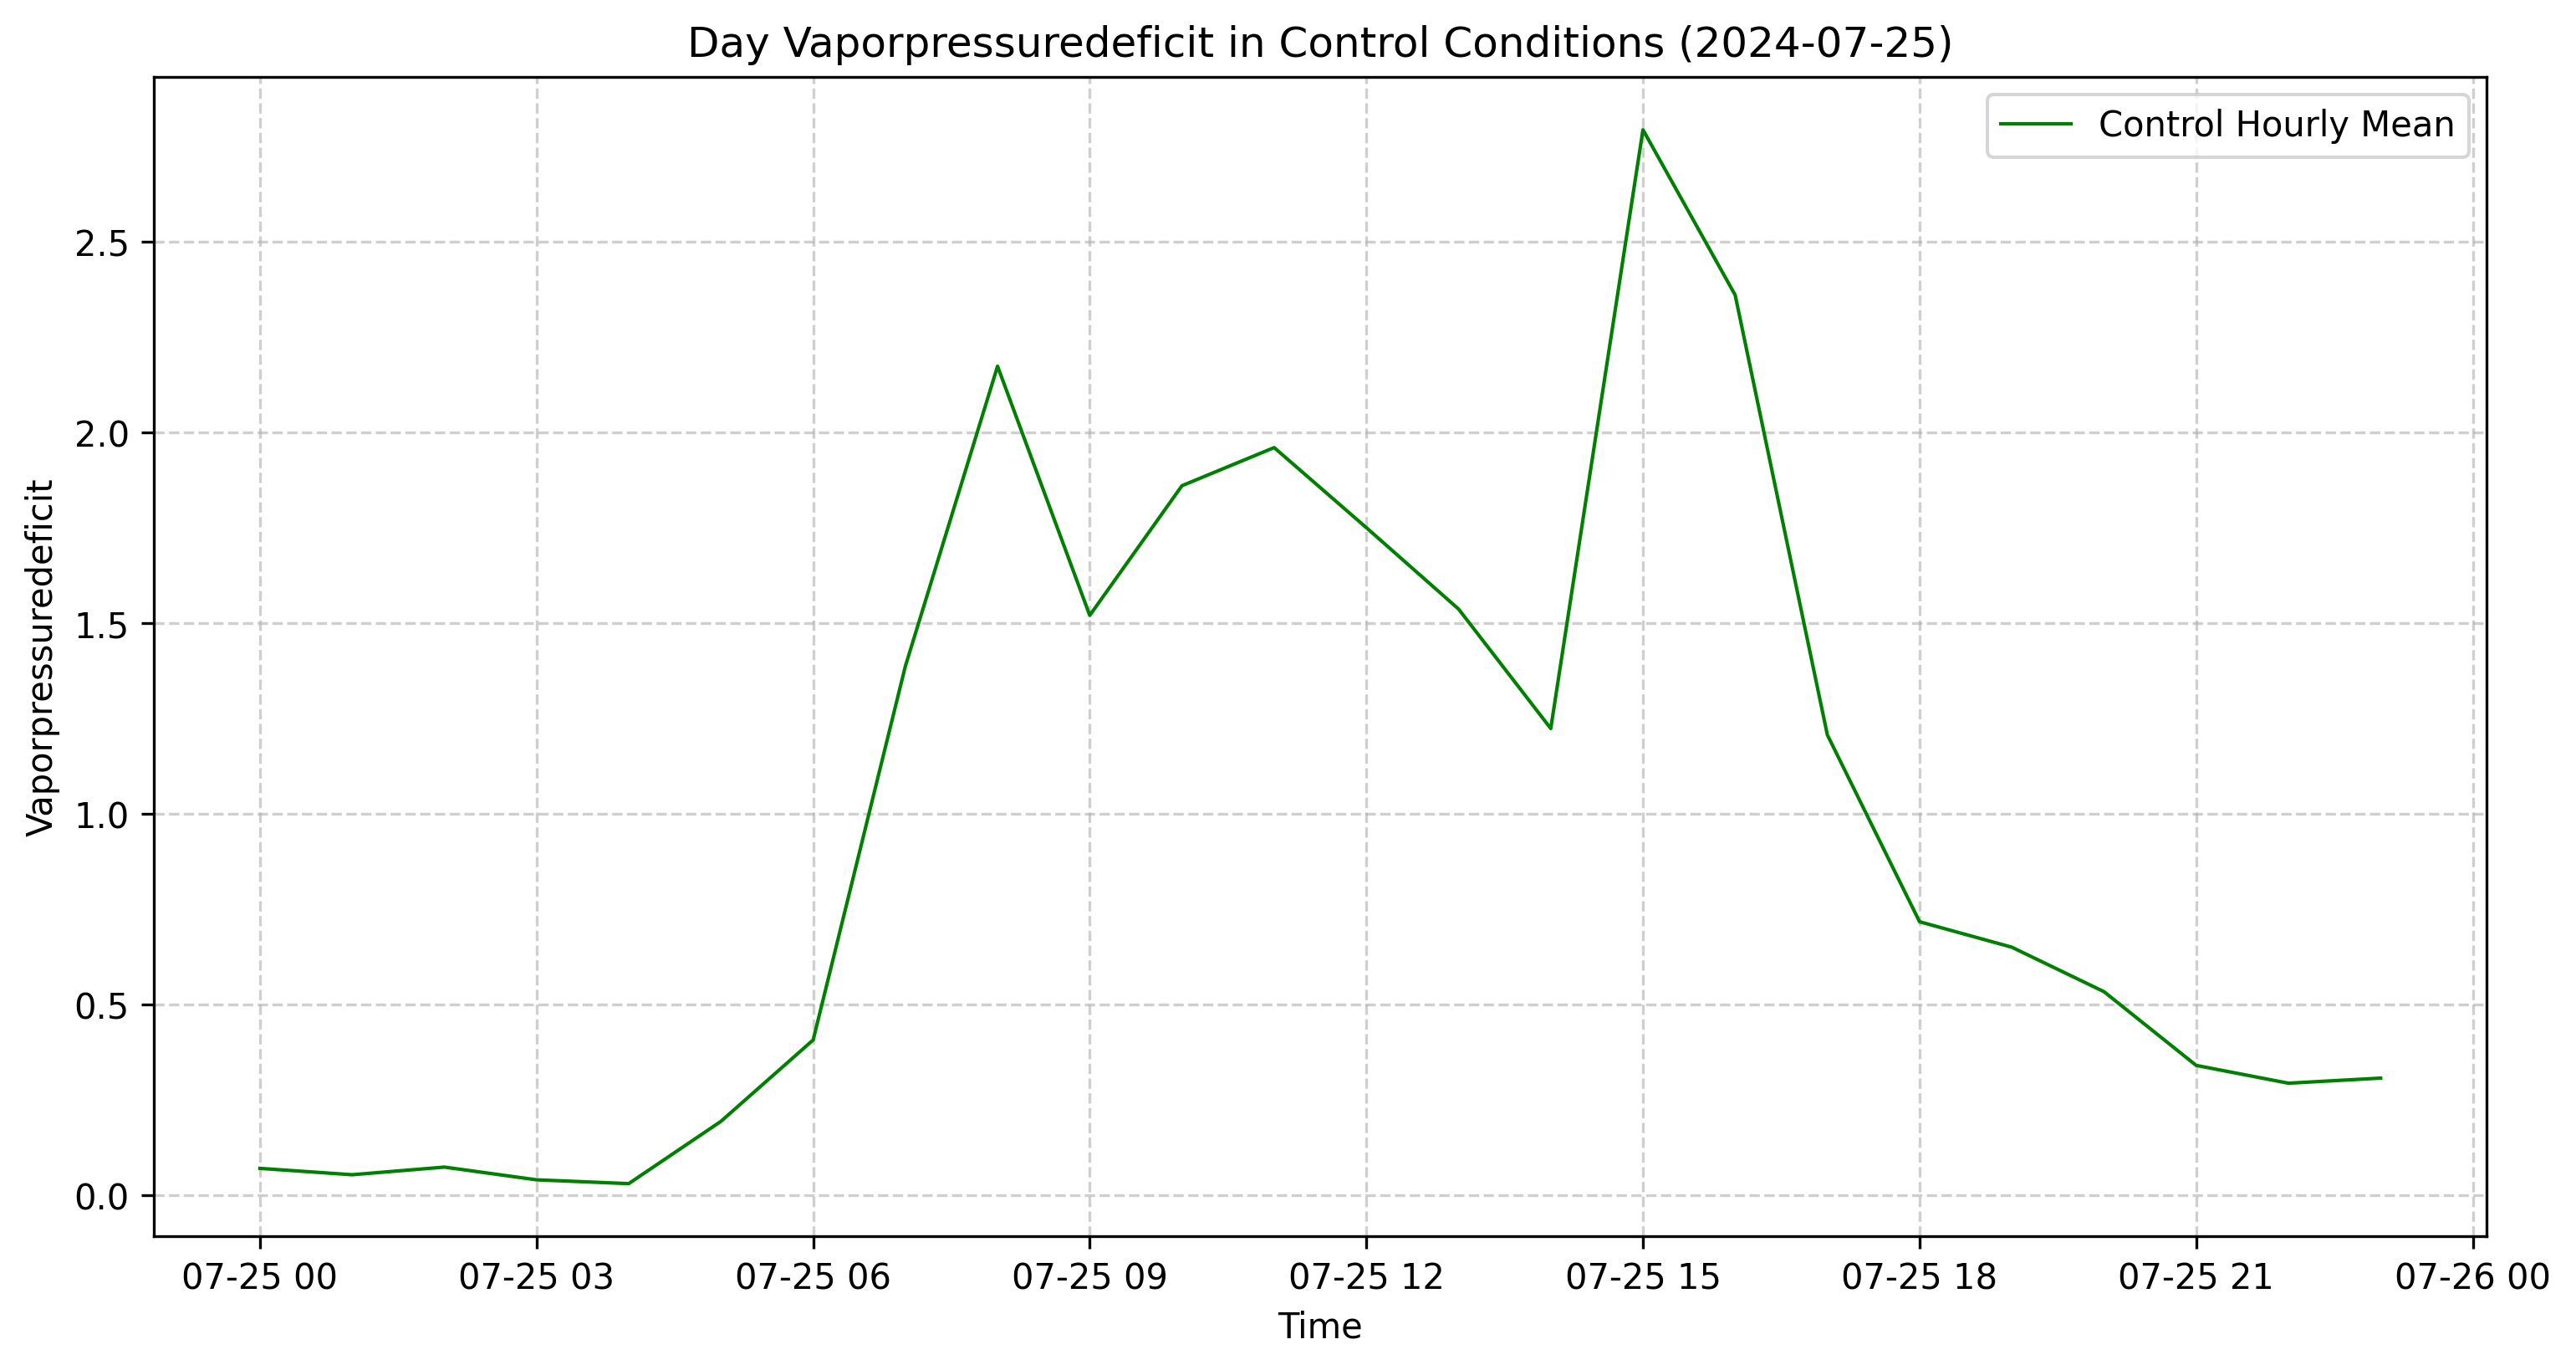 Day Vaporpressuredeficit in Control Conditions (2024-07-25)
Control Hourly Mean
Vaporpressuredeficit
2.5
2.0
1.5
1.0
0.5
0.0
07-25 00 07-25 03 07-25 06 07-25 09 07-25 12 07-25 15 07-25 18 07-25 21 07-26 00
Time